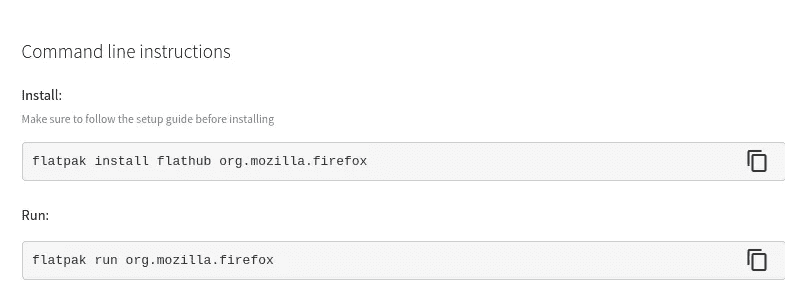 Command line instructions
Install:
Make sure to follow the setup guide before installing
flatpak install flathub org.mozilla.firefox
Run:
flatpak run org.mozilla.firefox